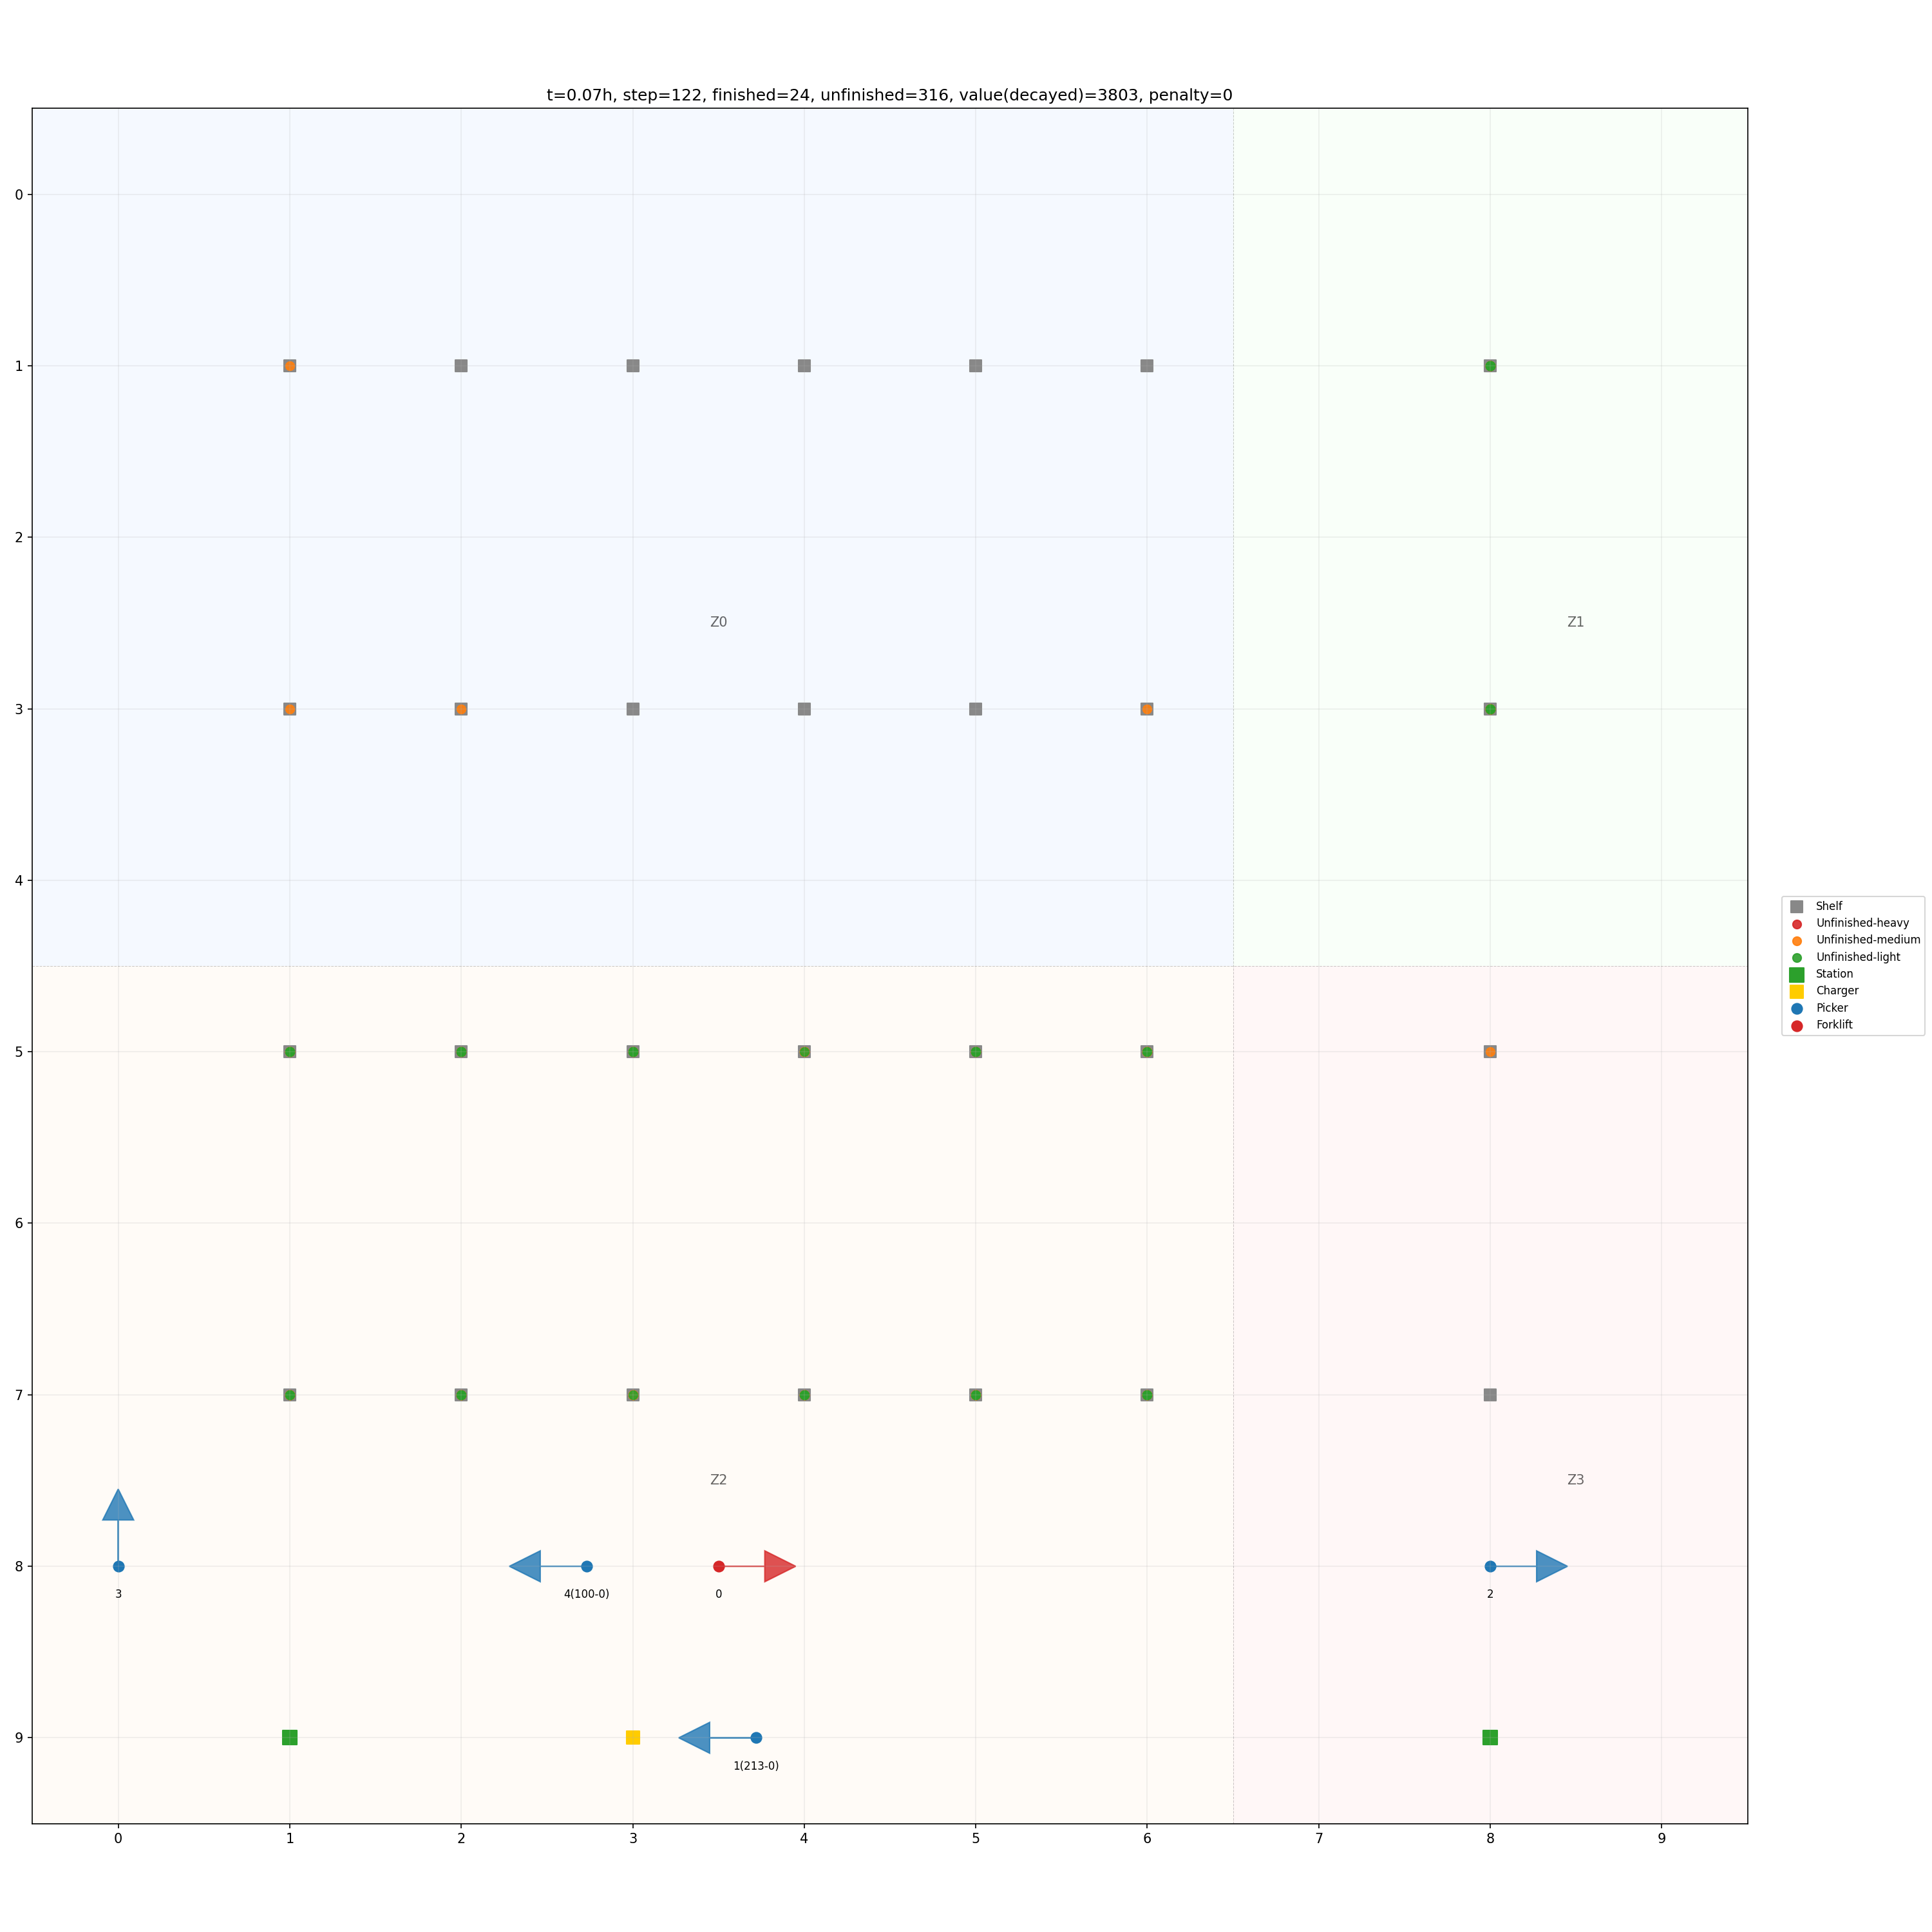 t=0.07h, step=122, finished=24, unfinished=316, value(decayed)=3803, penalty=0
0
1
2
Z0
Z1
3
4
Shelf
Unfinished-heavy
Unfinished-medium
Unfinished-light
Station
Charger
Picker
Forklift
5
6
7
Z2
Z3
8
3
4(100-0)
0
2
9
1(213-0)
0 1 2 3 4 5 6 7 8 9